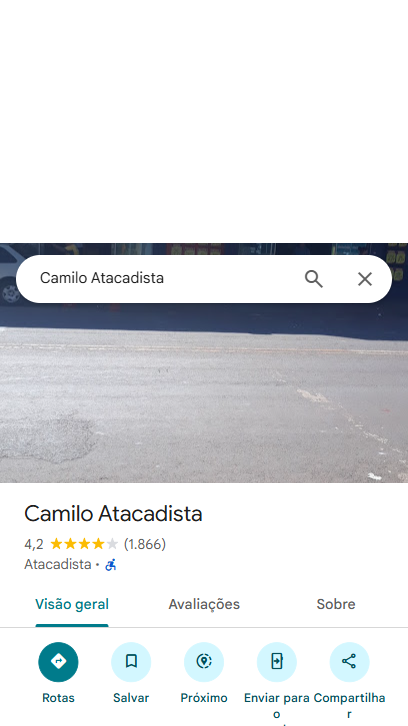 Camilo Atacadista
Camilo Atacadista
4,2 (1.866)
Atacadista ·
Visão geral Avaliações Sobre
Rotas Salvar Próximo Enviar para o Compartilhar